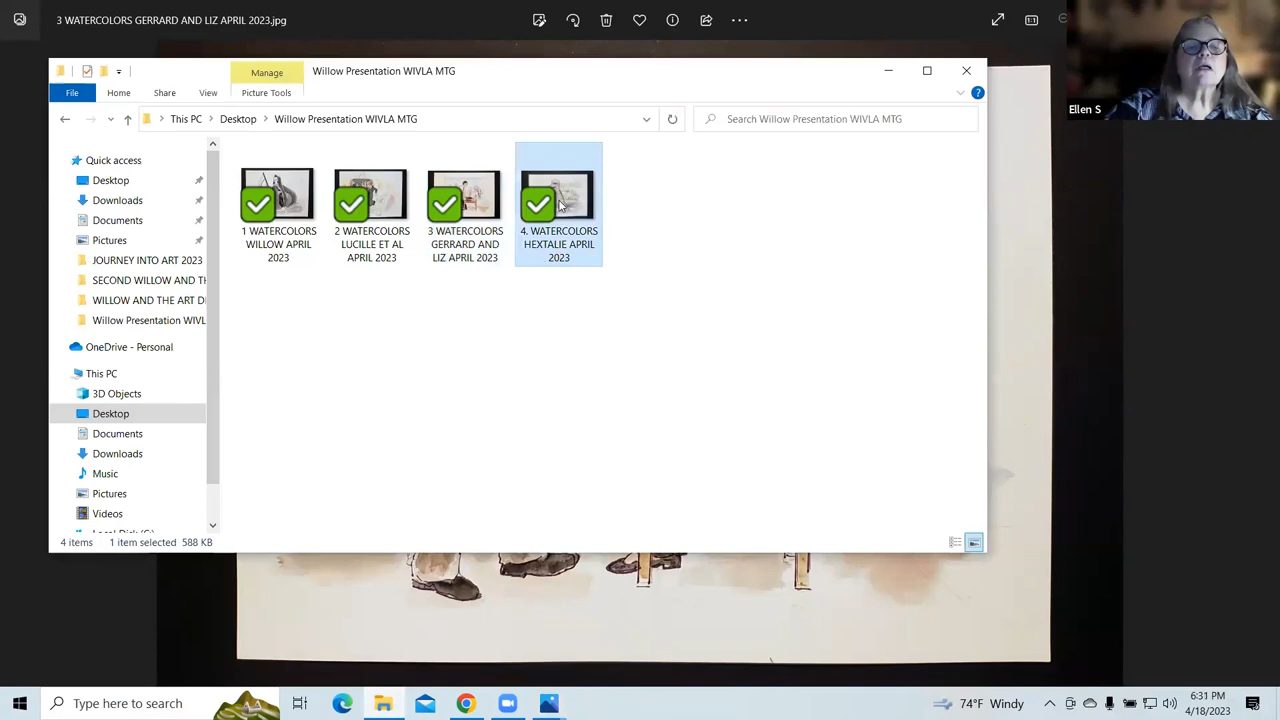 3 WATERCOLORS GERRARD AND LIZ APRIL 2023.jpg
1:1
Ellen S
Manage
Willow Presentation WIVLA MTG
File
Home
Share
View
Picture Tools
This PC
Desktop
Willow Presentation WIVLA MTG
Search Willow Presentation WIVLA MTG
Quick access
Desktop
Downloads
Documents
Pictures
JOURNEY INTO ART 2023
SECOND WILLOW AND TH
WILLOW AND THE ART DI
Willow Presentation WIVL
OneDrive - Personal
This PC
3D Objects
Desktop
Documents
Downloads
Music
Pictures
Videos
1 WATERCOLORS
WILLOW APRIL
2023
2 WATERCOLORS
LUCILLE ET AL
APRIL 2023
3 WATERCOLORS
GERRARD AND
LIZ APRIL 2023
4. WATERCOLORS
HEXTALIE APRIL
2023
4 items
1 item selected
588 KB
Type here to search
74°F Windy
6:31 PM
4/18/2023